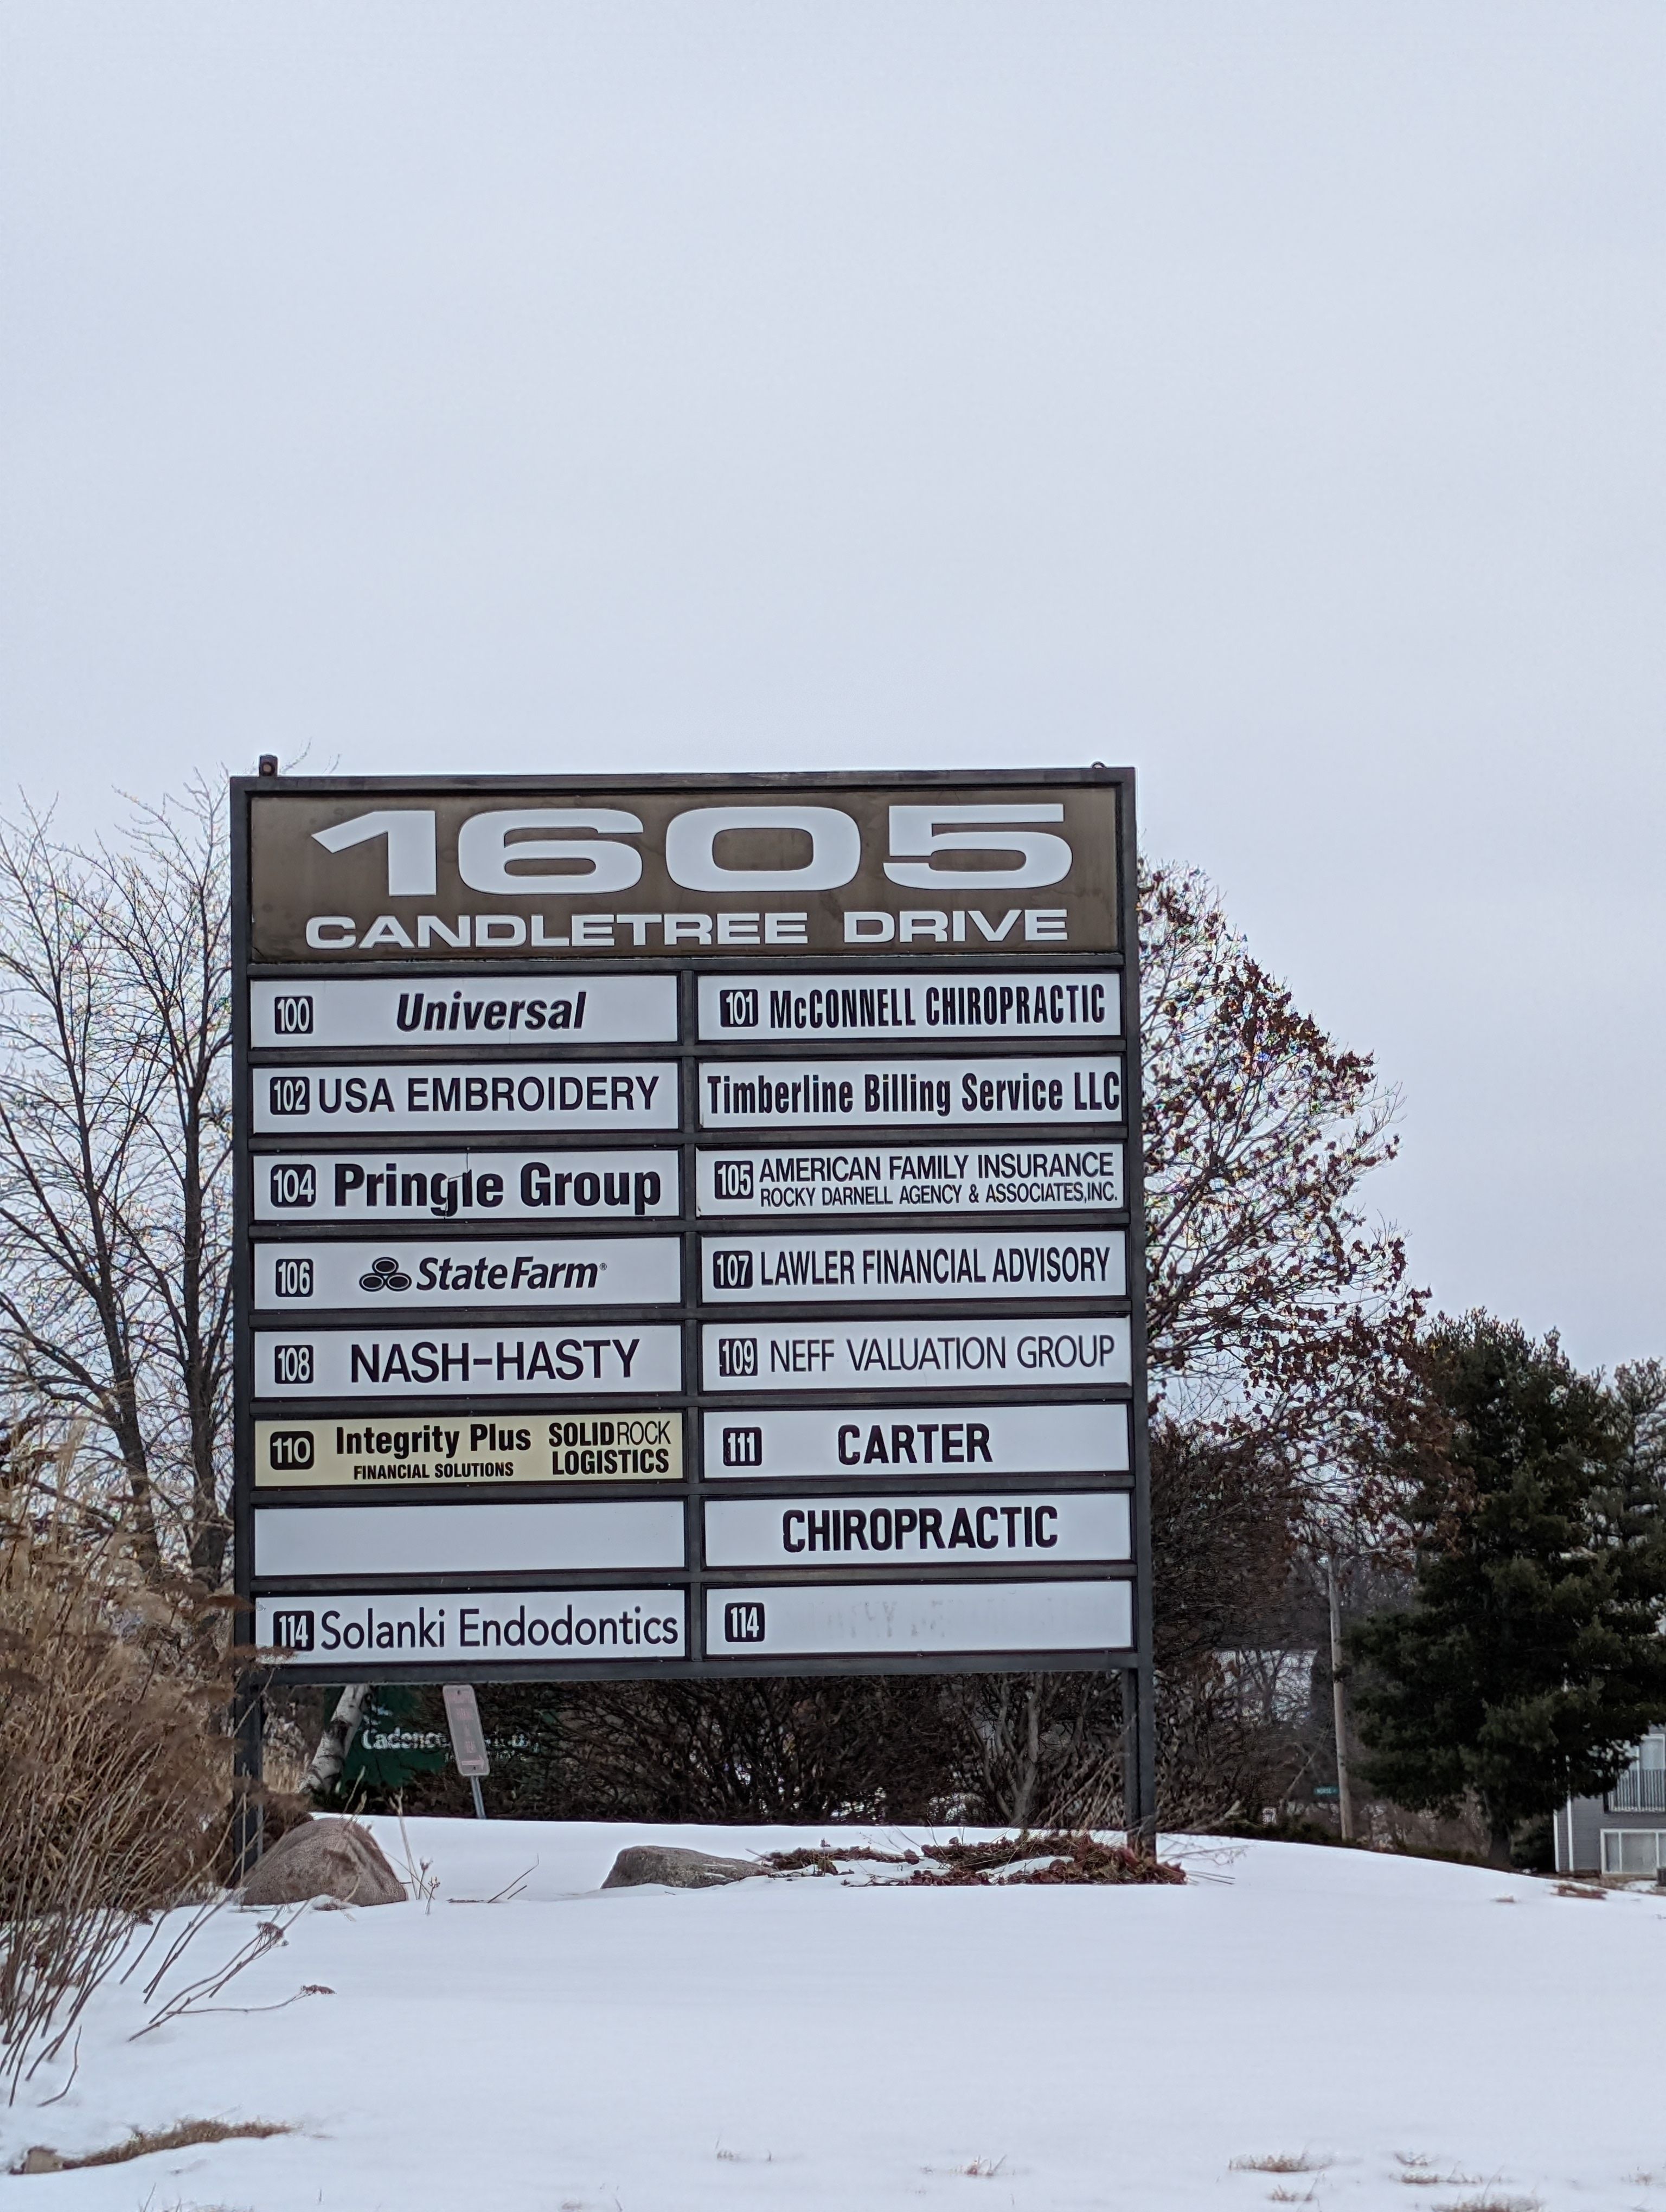 1605
CANDLETREE DRIVE
100 Universal
101 McCONNELL CHIROPRACTIC
102 USA EMBROIDERY
Timberline Billing Service LLC
104 Pringle Group
105 AMERICAN FAMILY INSURANCE
ROCKY DARNELL AGENCY & ASSOCIATES,INC.
106 StateFarm®
107 LAWLER FINANCIAL ADVISORY
108 NASH-HASTY
109 NEFF VALUATION GROUP
110 Integrity Plus
FINANCIAL SOLUTIONS
SOLIDROCK
LOGISTICS
111 CARTER
CHIROPRACTIC
114 Solanki Endodontics
114
Cadence